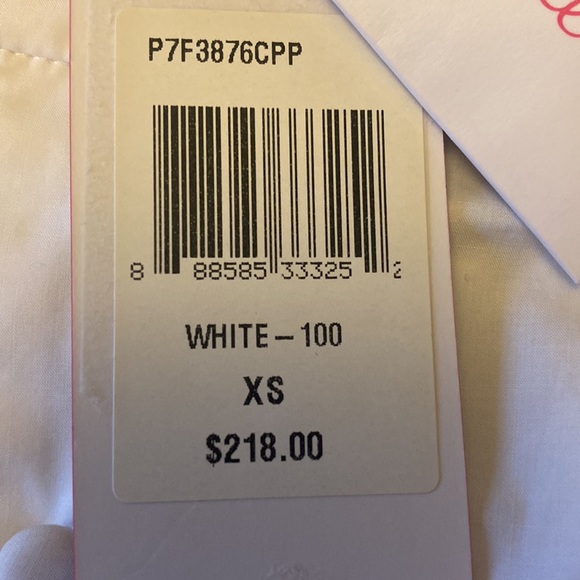 P7F3876CPP
8 88585 33325 2
WHITE-100
XS
$218.00